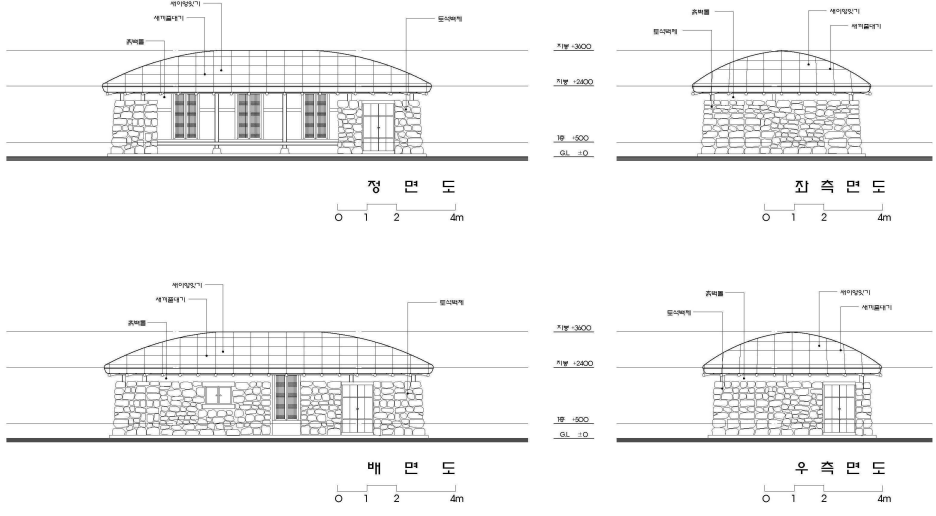 새이엉잇기
새끼줄매기
흙벽돌
토석벽체
지붕 +3600
지붕 +2400
1층 +500
G.L ±0
정 면 도
0 1 2 4m
흙벽돌
토석벽체
새이엉잇기
새끼줄매기
좌 측 면 도
0 1 2 4m
새이엉잇기
새끼줄매기
흙벽돌
토석벽체
지붕 +3600
지붕 +2400
1층 +500
G.L ±0
배 면 도
0 1 2 4m
흙벽돌
토석벽체
새이엉잇기
새끼줄매기
우 측 면 도
0 1 2 4m